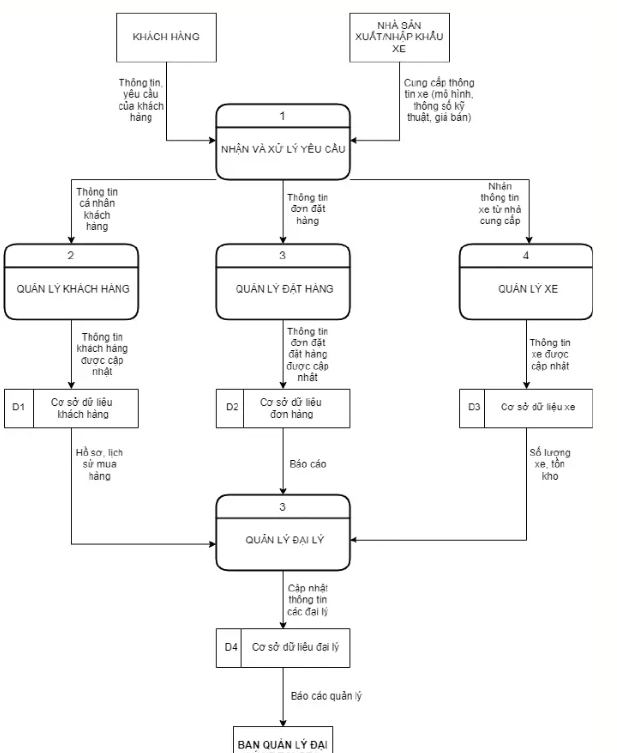 KHÁCH HÀNG
NHÀ SẢN
XUẤT/NHẬP KHẨU
XE
Thông tin,
yêu cầu
của khách
hàng
Cung cấp thông
tin xe (mô hình,
thông số kỹ
thuật, giá bán)
1
NHẬN VÀ XỬ LÝ YÊU CẦU
Thông tin
cá nhân
khách
hàng
Thông tin
đơn đặt
hàng
Nhận
thông tin
xe từ nhà
cung cấp
2
QUẢN LÝ KHÁCH HÀNG
3
QUẢN LÝ ĐẶT HÀNG
4
QUẢN LÝ XE
Thông tin
khách hàng
được cập
nhật
Thông tin
đơn đặt
đặt hàng
được cập
nhật
Thông tin
xe được
cập nhật
D1
Cơ sở dữ liệu
khách hàng
D2
Cơ sở dữ liệu
đơn hàng
D3
Cơ sở dữ liệu xe
Hồ sơ, lịch
sử mua
hàng
Báo cáo
Số lượng
xe, tồn
kho
3
QUẢN LÝ ĐẠI LÝ
Cập nhật
thông tin
các đại lý
D4
Cơ sở dữ liệu đại lý
Báo cáo quản lý
BAN QUẢN LÝ ĐẠI